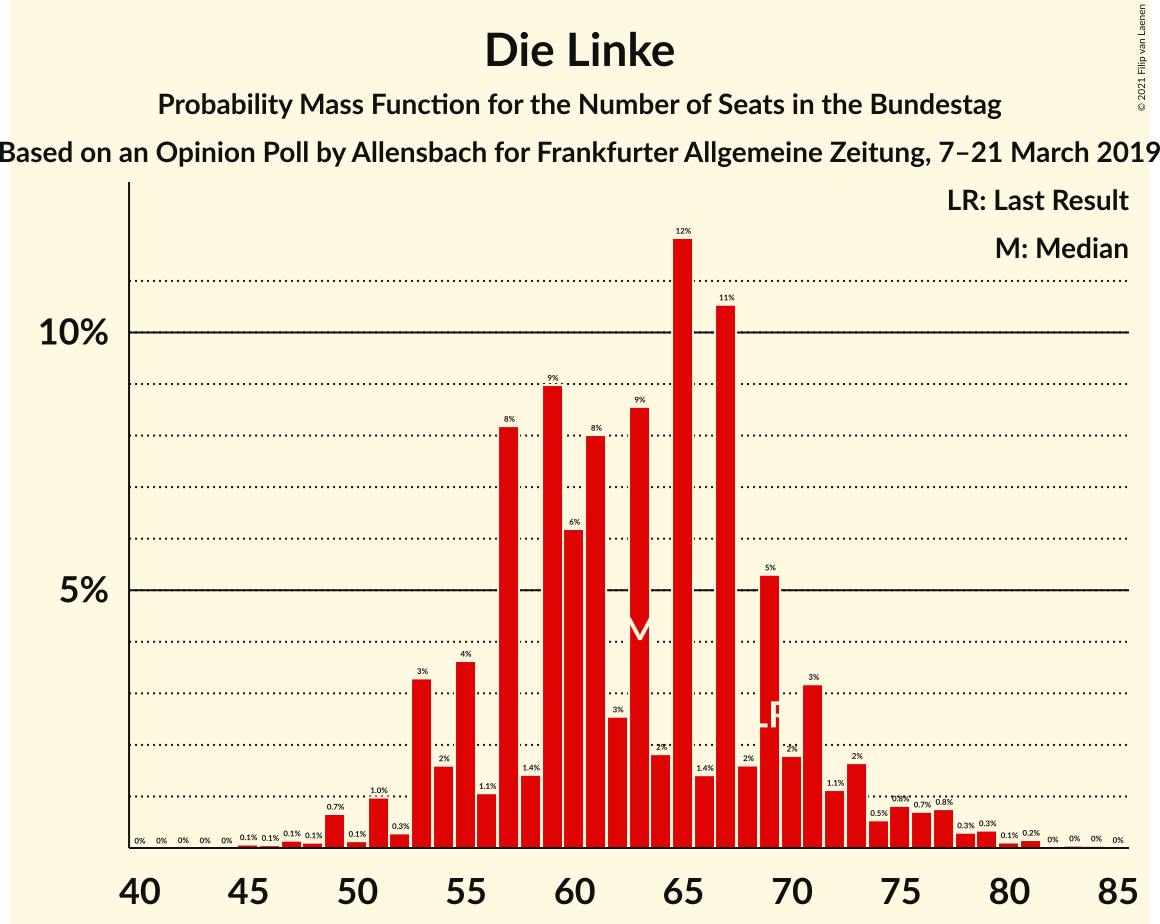 © 2021 Filip van Laenen
Die Linke
Probability Mass Function for the Number of Seats in the Bundestag
Based on an Opinion Poll by Allensbach for Frankfurter Allgemeine Zeitung, 7–21 March 2019
LR: Last Result
M: Median
10%
5%
0% 0% 0% 0% 0% 0.1% 0.1% 0.1% 0.1% 0.7% 0.1% 1.0% 0.3% 3% 2% 4% 1.1% 8% 1.4% 9% 6% 8% 3% 9% 2% 12% 1.4% 11% 2% 5% 2% 3% 1.1% 2% 0.5% 0.8% 0.7% 0.8% 0.3% 0.3% 0.1% 0.2% 0% 0% 0% 0%
M
LR
40 45 50 55 60 65 70 75 80 85